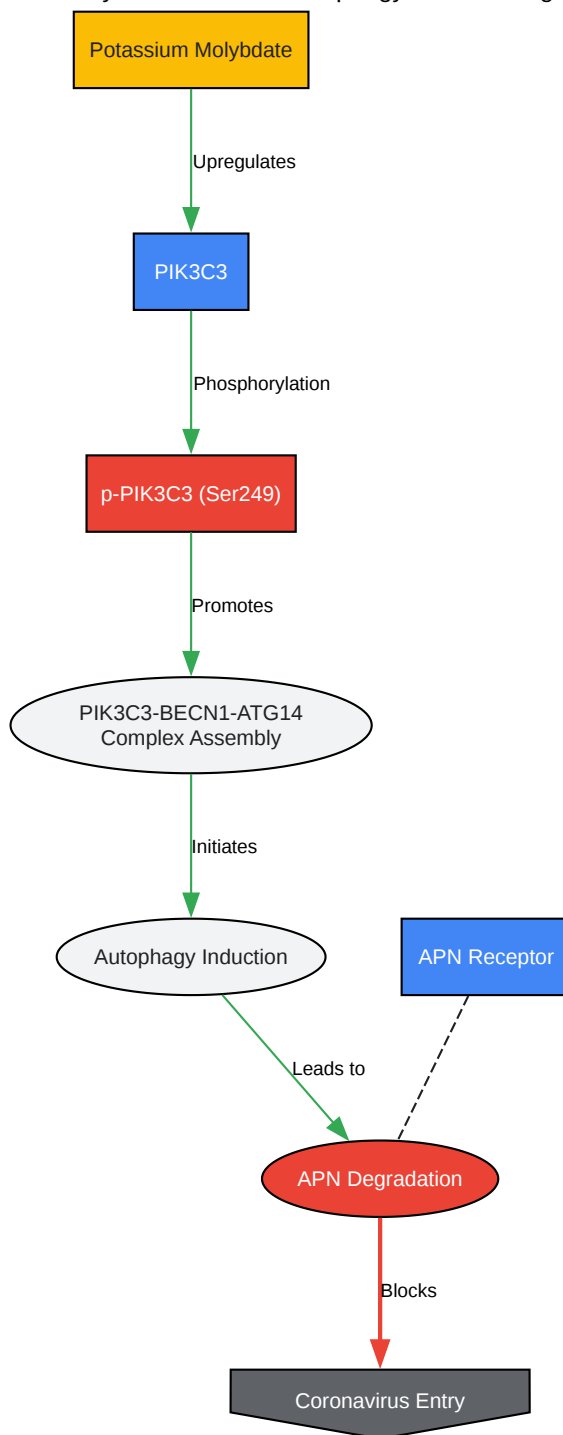 Potassium Molybdate
Upregulates
PIK3C3
Phosphorylation
p-PIK3C3 (Ser249)
Promotes
PIK3C3-BECN1-ATG14
Complex Assembly
Initiates
Autophagy Induction
APN Receptor
Leads to
APN Degradation
Blocks
Coronavirus Entry